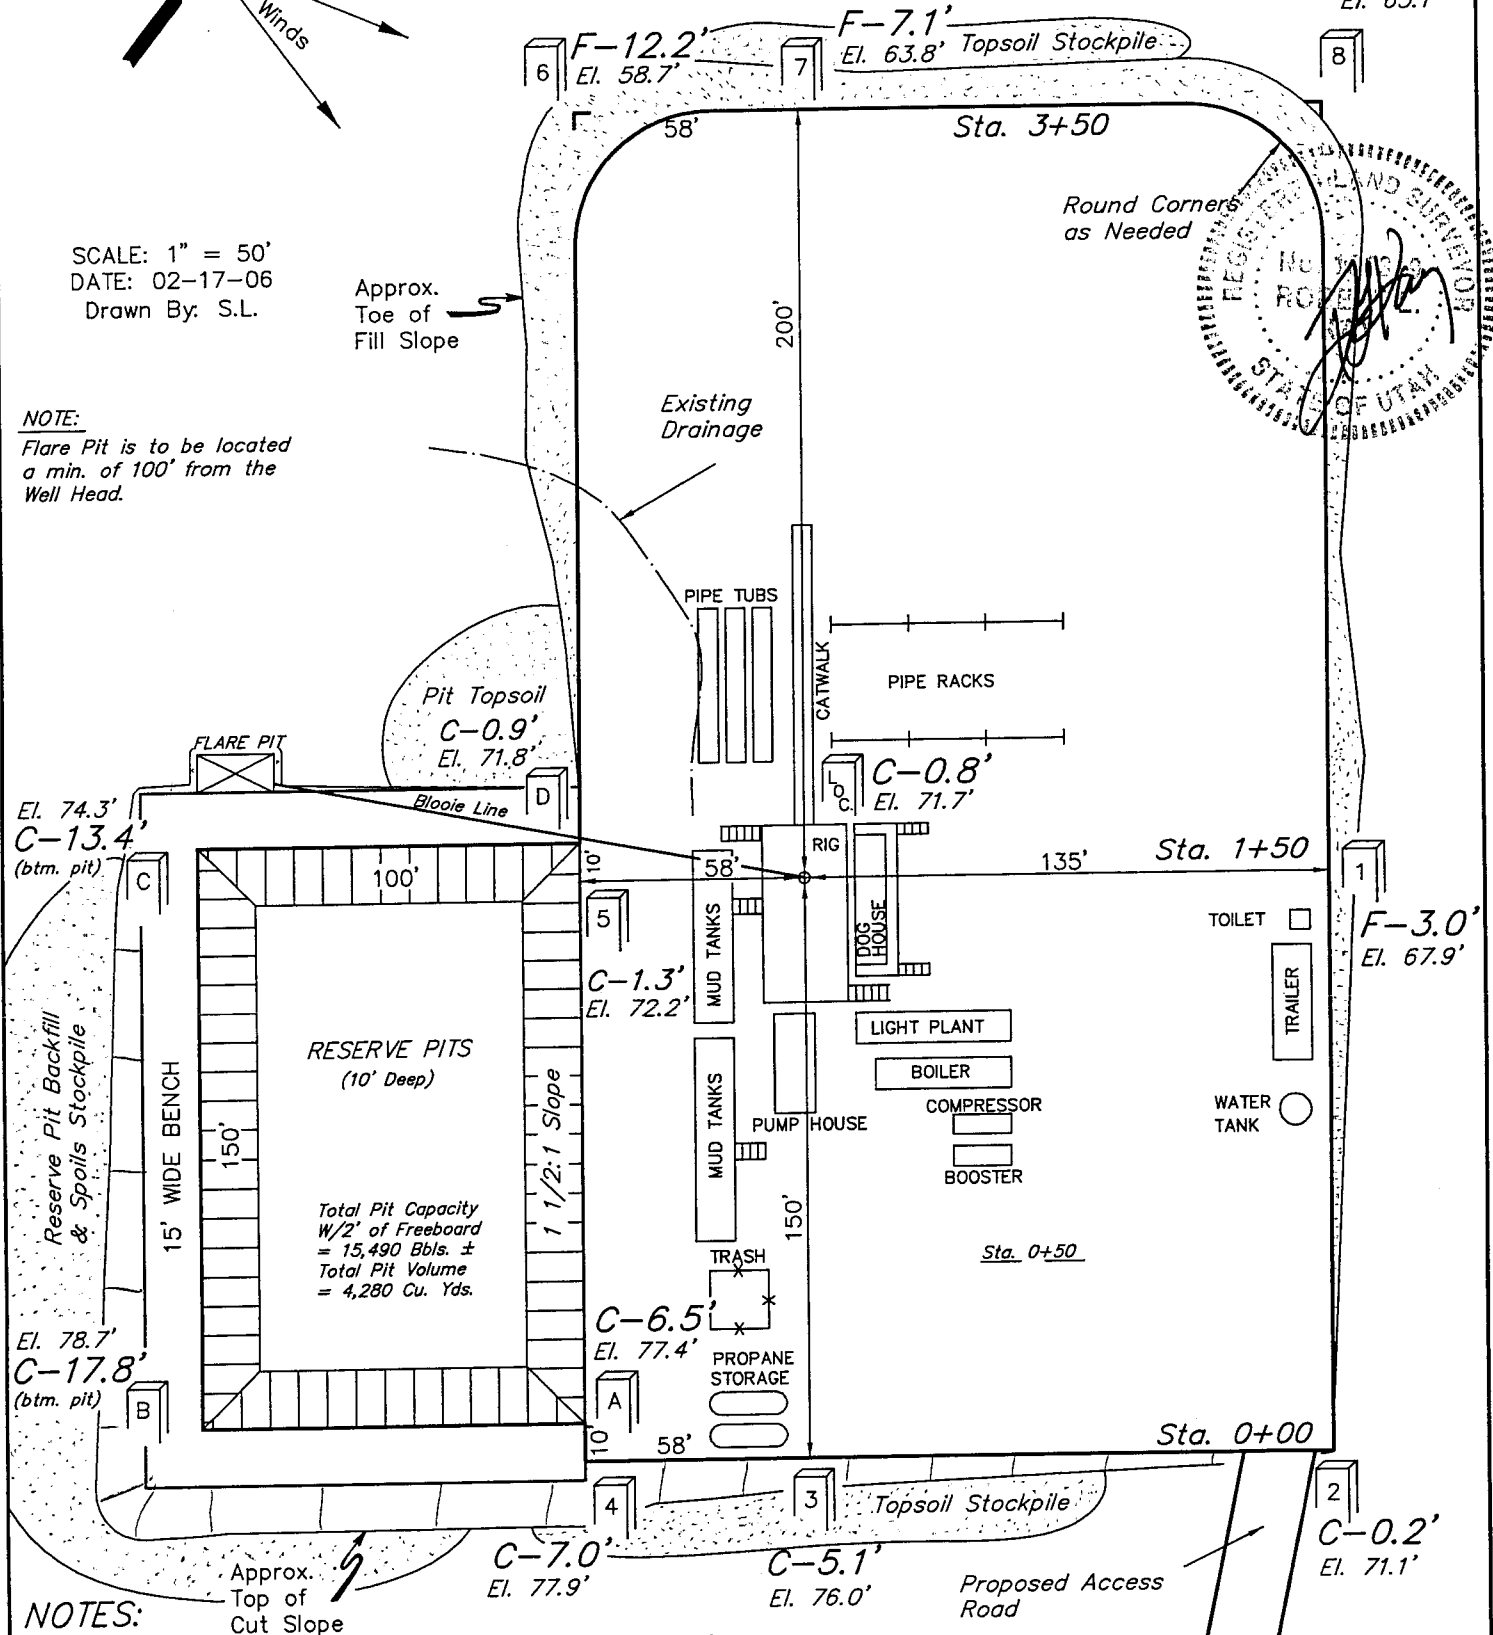 Winds
El. 63.1'
6
F-12.2'
El. 58.7'
7
F-7.1'
El. 63.8'
Topsoil Stockpile
8
58'
Sta. 3+50
Round Corners
as Needed
REGISTERED LAND SURVEYOR
STATE OF UTAH
SCALE: 1" = 50'
DATE: 02-17-06
Drawn By: S.L.
Approx.
Toe of
Fill Slope
200'
NOTE:
Flare Pit is to be located
a min. of 100' from the
Well Head.
Existing
Drainage
PIPE TUBS
CATWALK
PIPE RACKS
Pit Topsoil
C-0.9'
El. 71.8'
D
FLARE PIT
Blooie Line
LOC.
C-0.8'
El. 71.7'
El. 74.3'
C-13.4'
(btm. pit)
C
100'
10'
58'
RIG
135'
Sta. 1+50
1
F-3.0'
El. 67.9'
5
C-1.3'
El. 72.2'
MUD TANKS
DOG
HOUSE
TOILET
TRAILER
LIGHT PLANT
BOILER
COMPRESSOR
BOOSTER
PUMP HOUSE
WATER
TANK
RESERVE PITS
(10' Deep)
Reserve Pit Backfill
& Spoils Stockpile
15' WIDE BENCH
150'
1 1/2:1 Slope
Total Pit Capacity
W/2' of Freeboard
= 15,490 Bbls. ±
Total Pit Volume
= 4,280 Cu. Yds.
MUD TANKS
150'
TRASH
Sta. 0+50
El. 78.7'
C-17.8'
(btm. pit)
B
C-6.5'
El. 77.4'
A
PROPANE
STORAGE
10'
58'
Sta. 0+00
4
C-7.0'
El. 77.9'
3
C-5.1'
El. 76.0'
Topsoil Stockpile
2
C-0.2'
El. 71.1'
Approx.
Top of
Cut Slope
Proposed Access
Road
NOTES: